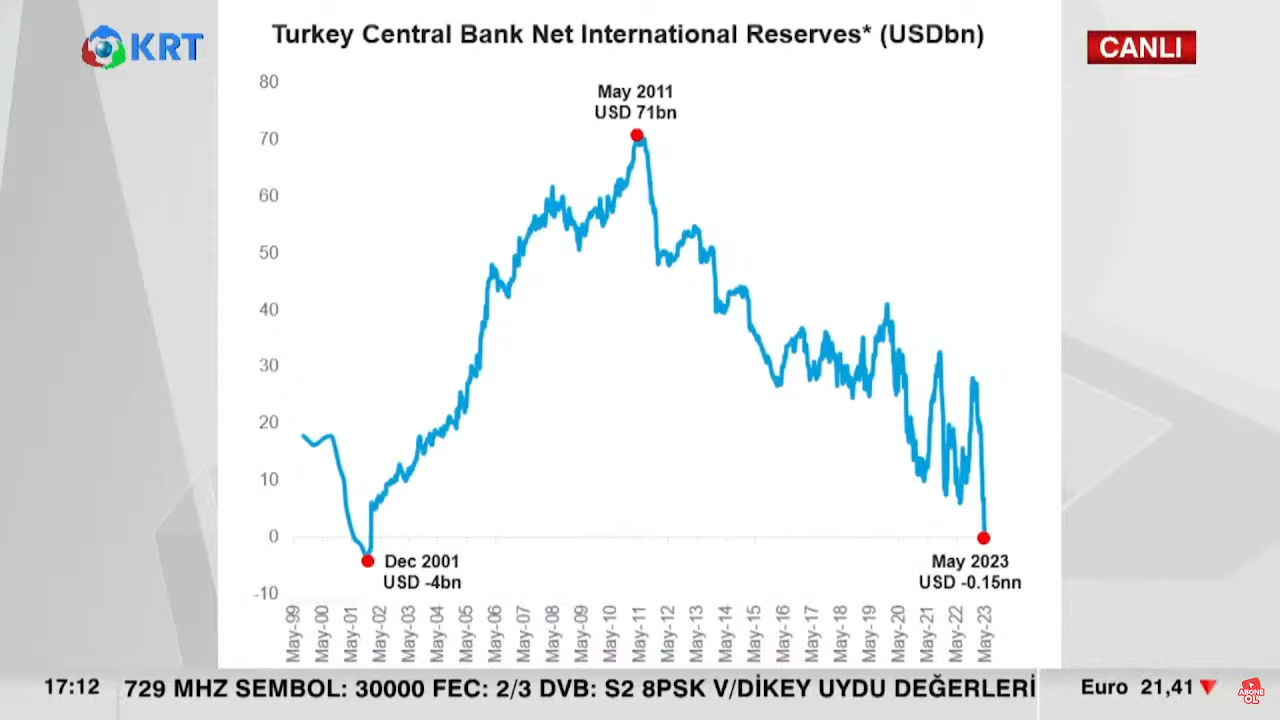 KRT
Turkey Central Bank Net International Reserves* (USDbn)
CANLI
80
May 2011
USD 71bn
70
60
50
40
30
20
10
0
Dec 2001
USD -4bn
May 2023
USD -0.15nn
-10
May-99
May-00
May-01
May-02
May-03
May-04
May-05
May-06
May-07
May-08
May-09
May-10
May-11
May-12
May-13
May-14
May-15
May-16
May-17
May-18
May-19
May-20
May-21
May-22
May-23
17:12
729 MHZ SEMBOL: 30000 FEC: 2/3 DVB: S2 8PSK V/DİKEY UYDU DEĞERLERİ
Euro 21,41
ABONE
OL